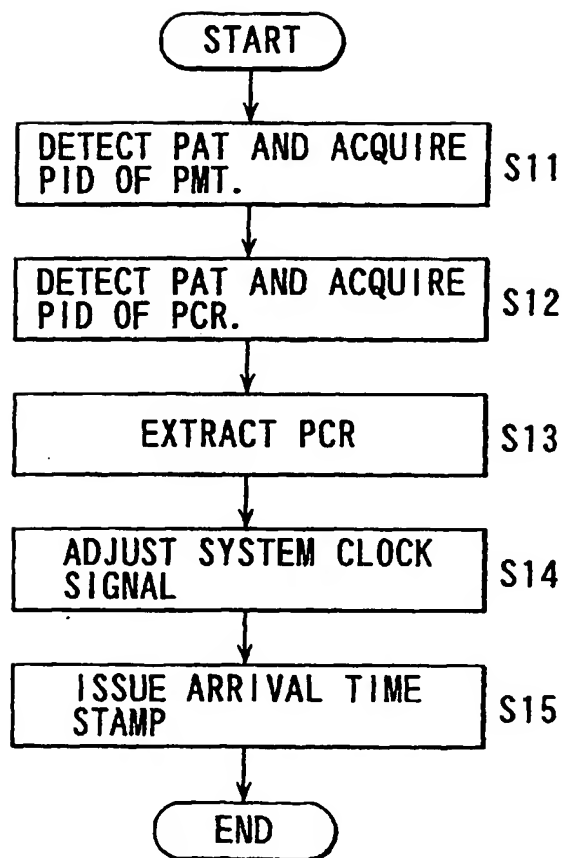 START
DETECT PAT AND ACQUIRE
PID OF PMT.
S11
DETECT PAT AND ACQUIRE
PID OF PCR.
S12
EXTRACT PCR
S13
ADJUST SYSTEM CLOCK
SIGNAL
S14
ISSUE ARRIVAL TIME
STAMP
S15
END